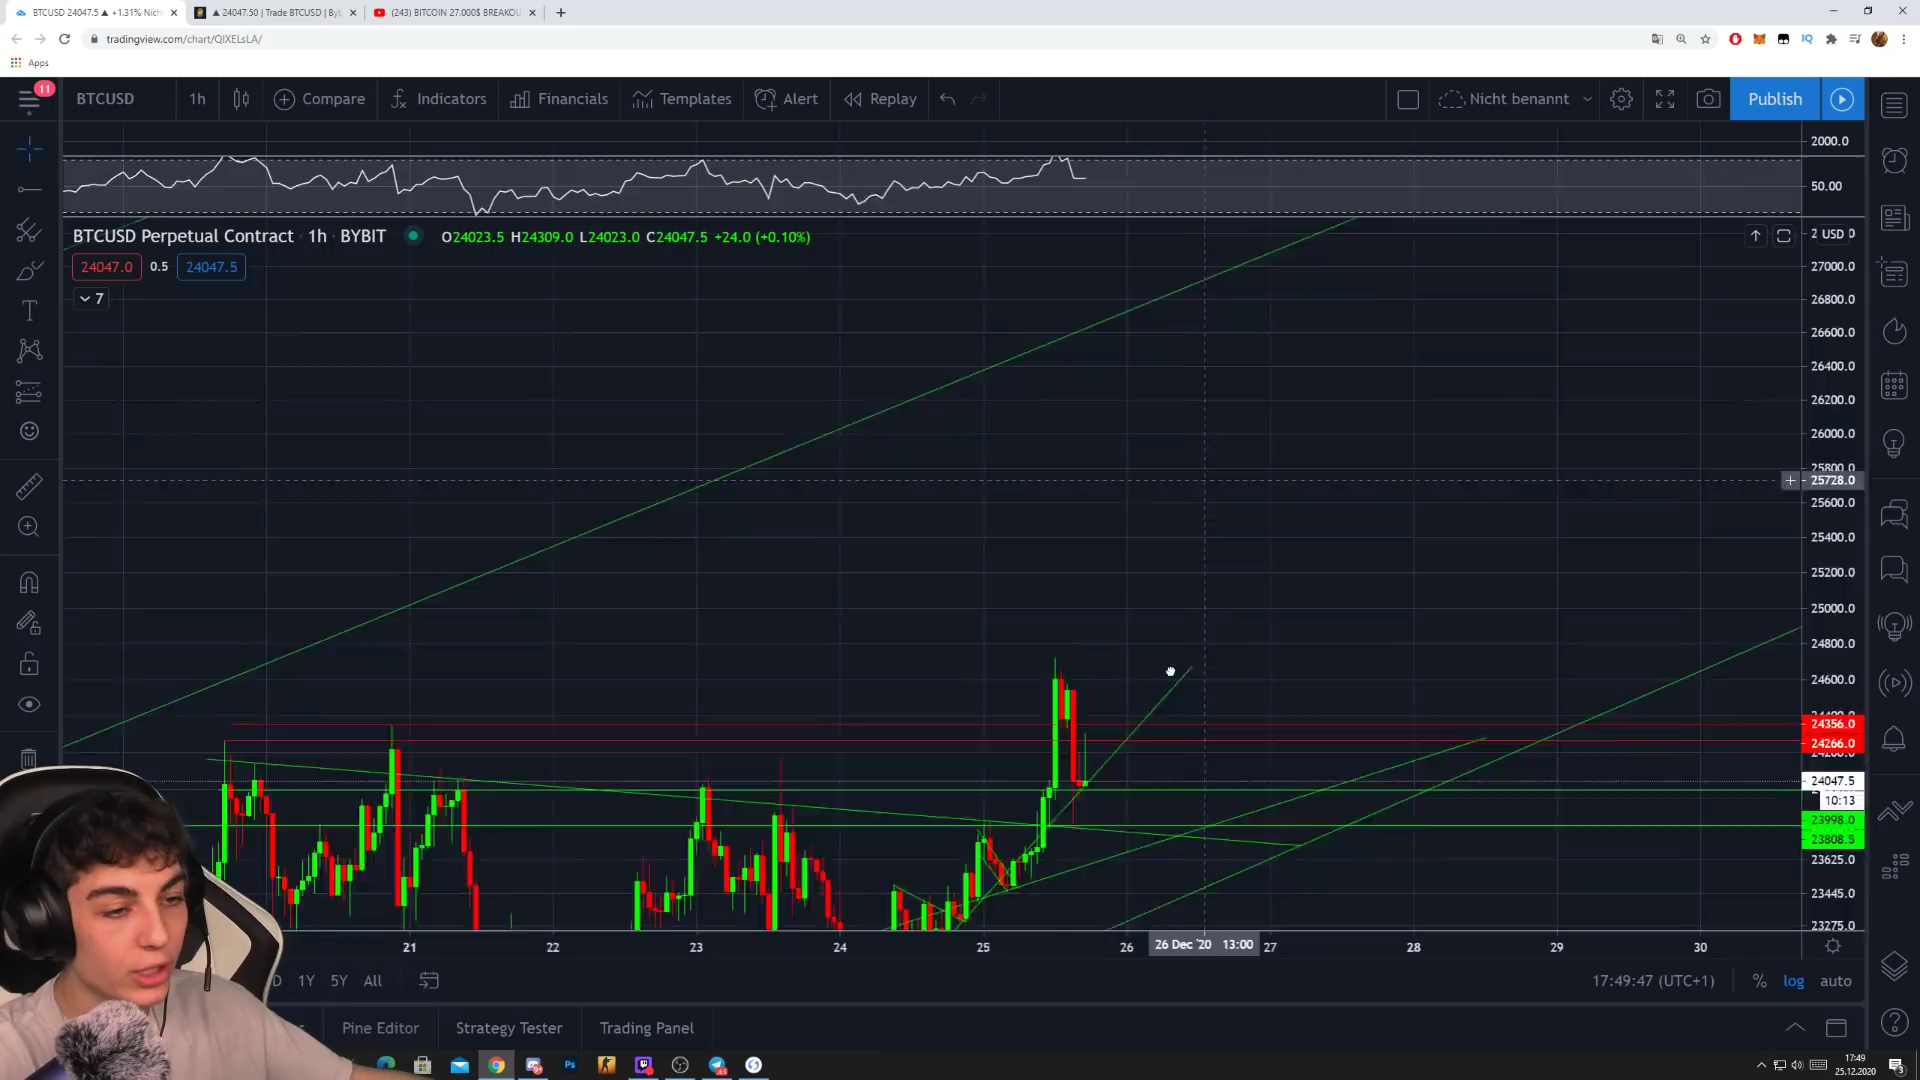 BTCUSD 24047.5 ▲ +1.31% Nich
▲ 24047.50 | Trade BTCUSD | Byb
(243) BITCOIN 27.000$ BREAKOU
tradingview.com/chart/QIXELsLA/
Apps
11
BTCUSD
1h
Compare
Indicators
Financials
Templates
Alert
Replay
Nicht benannt
Publish
2000.0
50.00
BTCUSD Perpetual Contract · 1h · BYBIT
O24023.5 H24309.0 L24023.0 C24047.5 +24.0 (+0.10%)
USD
24047.0
0.5
24047.5
7
27000.0
26800.0
26600.0
26400.0
26200.0
26000.0
25800.0
25728.0
25600.0
25400.0
25200.0
25000.0
24800.0
24600.0
24356.0
24266.0
24047.5
10:13
23998.0
23808.5
23625.0
23445.0
23275.0
21
22
23
24
25
26
26 Dec '20 13:00
27
28
29
30
D
1Y
5Y
All
17:49:47 (UTC+1)
%
log
auto
Pine Editor
Strategy Tester
Trading Panel
17:49
25.12.2020